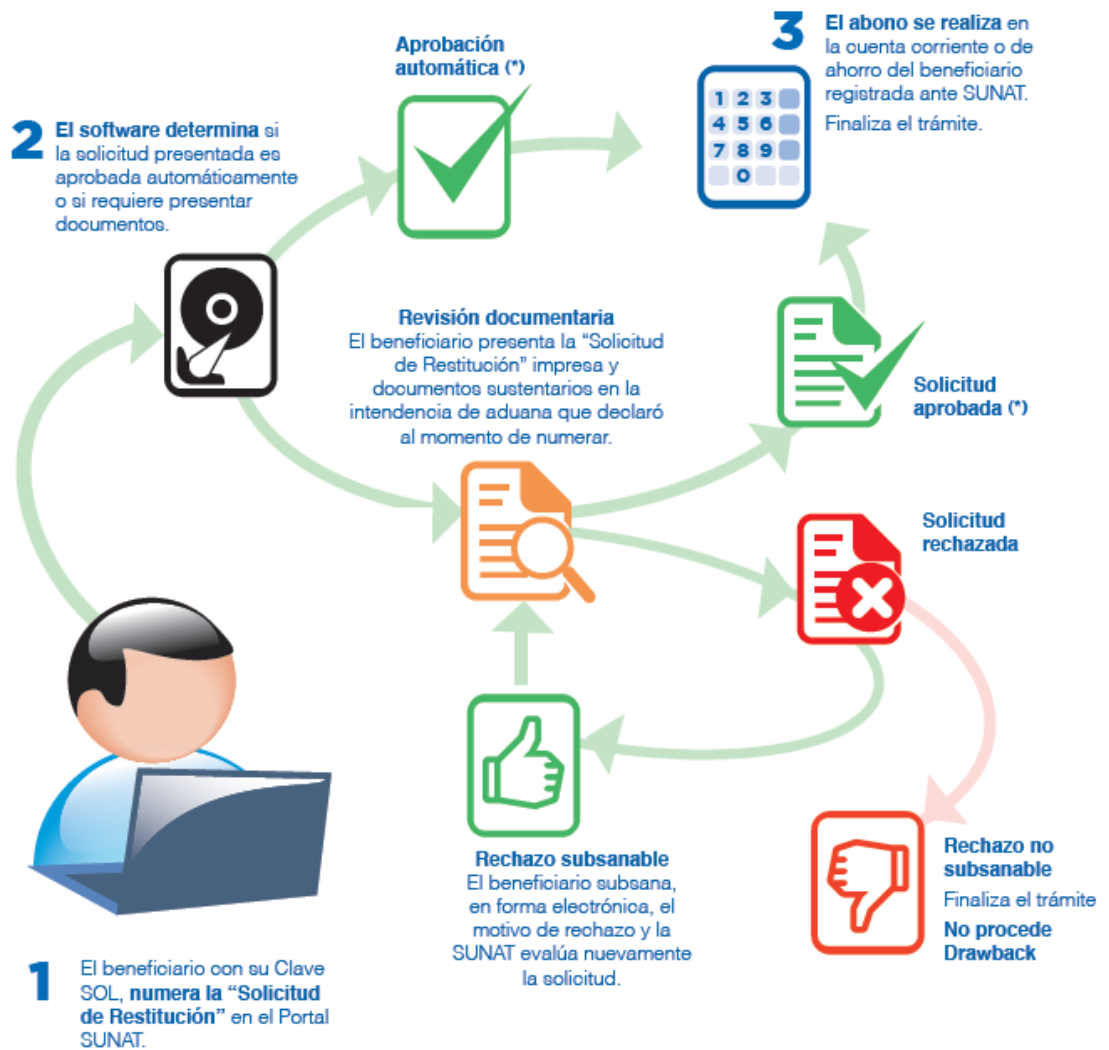 Aprobación
automática (*)
3
El abono se realiza en
la cuenta corriente o de
ahorro del beneficiario
registrada ante SUNAT.
Finaliza el trámite.
1 2 3
4 5 6
7 8 9
0
2
El software determina si
la solicitud presentada es
aprobada automáticamente
o si requiere presentar
documentos.
Revisión documentaria
El beneficiario presenta la “Solicitud
de Restitución” impresa y
documentos sustentarios en la
intendencia de aduana que declaró
al momento de numerar.
Solicitud
aprobada (*)
Solicitud
rechazada
Rechazo subsanable
El beneficiario subsana,
en forma electrónica, el
motivo de rechazo y la
SUNAT evalúa nuevamente
la solicitud.
Rechazo no
subsanable
Finaliza el trámite
No procede
Drawback
1
El beneficiario con su Clave
SOL, numera la “Solicitud
de Restitución” en el Portal
SUNAT.